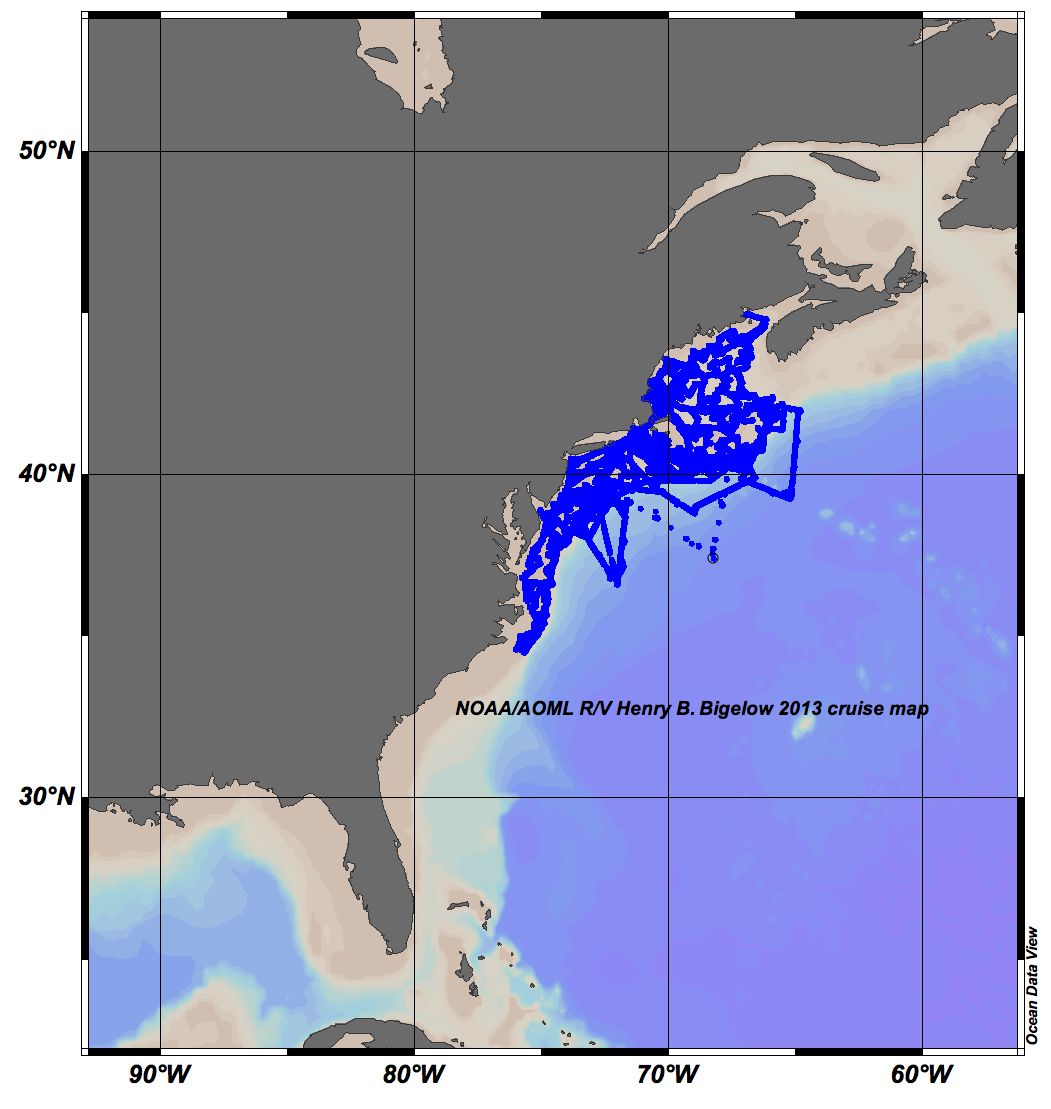 50°N
40°N
NOAA/AOML R/V Henry B. Bigelow 2013 cruise map
30°N
Ocean Data View
90°W 80°W 70°W 60°W